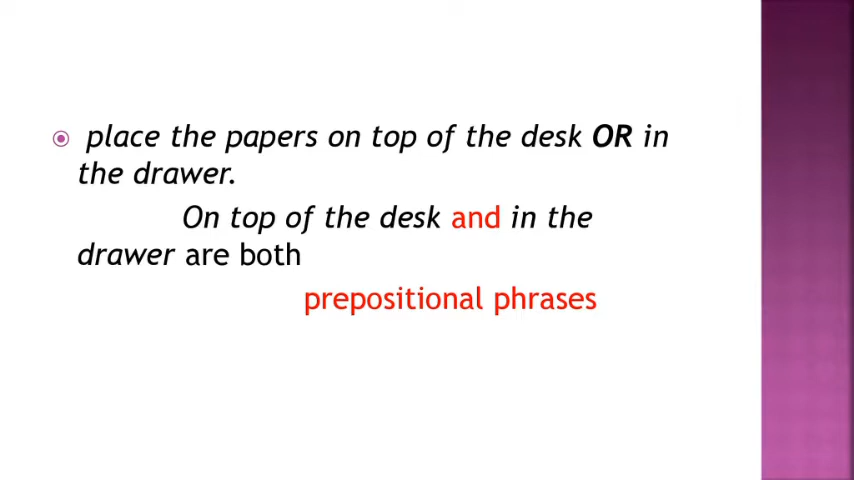 place the papers on top of the desk OR in
the drawer.
On top of the desk and in the
drawer are both
prepositional phrases